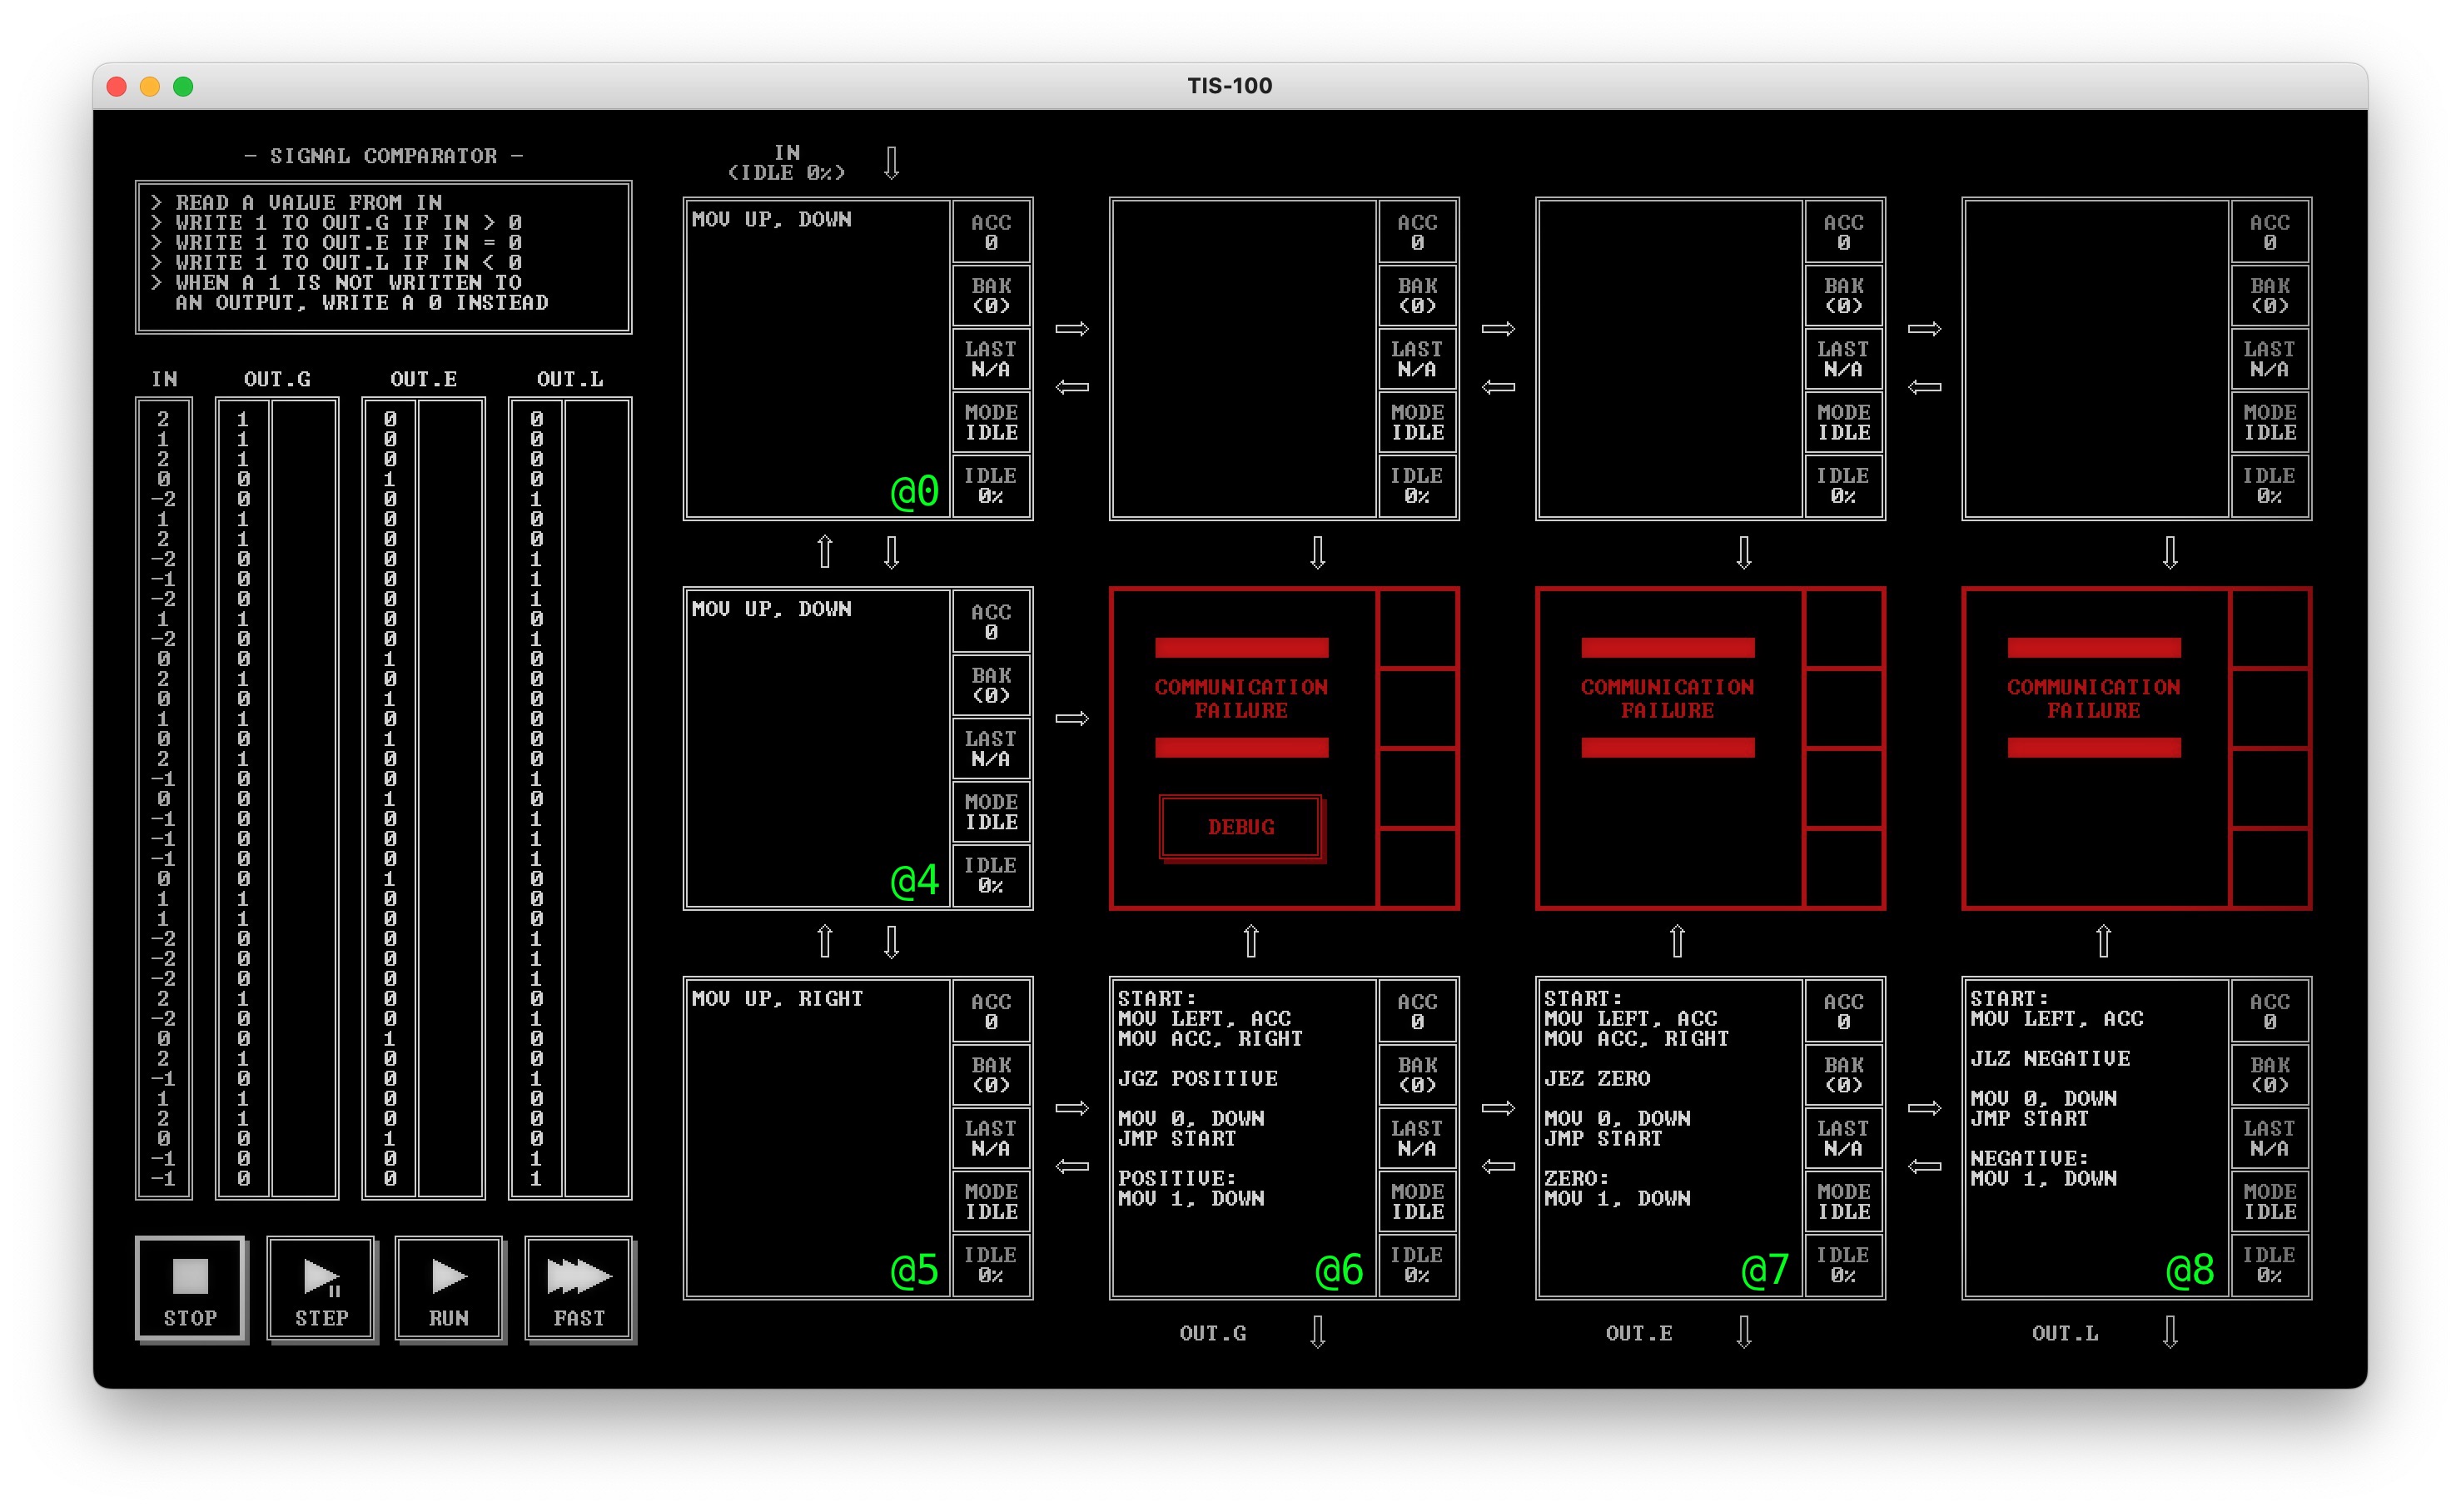 TIS-100
- SIGNAL COMPARATOR -
> READ A VALUE FROM IN
> WRITE 1 TO OUT.G IF IN > 0
> WRITE 1 TO OUT.E IF IN = 0
> WRITE 1 TO OUT.L IF IN < 0
> WHEN A 1 IS NOT WRITTEN TO
AN OUTPUT, WRITE A 0 INSTEAD
IN OUT.G OUT.E OUT.L
2 1 0 0
1 1 0 0
2 1 0 0
0 0 1 0
-2 0 0 1
1 1 0 0
2 1 0 0
-2 0 0 1
-1 0 0 1
-2 0 0 1
1 1 0 0
-2 0 0 1
0 0 1 0
2 1 0 0
0 0 1 0
1 1 0 0
0 0 1 0
2 1 0 0
-1 0 0 1
0 0 1 0
-1 0 0 1
-1 0 0 1
-1 0 0 1
0 0 1 0
1 1 0 0
1 1 0 0
-2 0 0 1
-2 0 0 1
-2 0 0 1
2 1 0 0
-2 0 0 1
0 0 1 0
2 1 0 0
-1 0 0 1
1 1 0 0
2 1 0 0
0 0 1 0
-1 0 0 1
-1 0 0 1
STOP
STEP
RUN
FAST
IN
(IDLE 0%)
MOV UP, DOWN
@0
ACC
0
BAK
(0)
LAST
N/A
MODE
IDLE
IDLE
0%
ACC
0
BAK
(0)
LAST
N/A
MODE
IDLE
IDLE
0%
ACC
0
BAK
(0)
LAST
N/A
MODE
IDLE
IDLE
0%
ACC
0
BAK
(0)
LAST
N/A
MODE
IDLE
IDLE
0%
MOV UP, DOWN
@4
ACC
0
BAK
(0)
LAST
N/A
MODE
IDLE
IDLE
0%
COMMUNICATION
FAILURE
DEBUG
COMMUNICATION
FAILURE
COMMUNICATION
FAILURE
MOV UP, RIGHT
@5
ACC
0
BAK
(0)
LAST
N/A
MODE
IDLE
IDLE
0%
START:
MOV LEFT, ACC
MOV ACC, RIGHT
JGZ POSITIVE
MOV 0, DOWN
JMP START
POSITIVE:
MOV 1, DOWN
@6
ACC
0
BAK
(0)
LAST
N/A
MODE
IDLE
IDLE
0%
START:
MOV LEFT, ACC
MOV ACC, RIGHT
JEZ ZERO
MOV 0, DOWN
JMP START
ZERO:
MOV 1, DOWN
@7
ACC
0
BAK
(0)
LAST
N/A
MODE
IDLE
IDLE
0%
START:
MOV LEFT, ACC
JLZ NEGATIVE
MOV 0, DOWN
JMP START
NEGATIVE:
MOV 1, DOWN
@8
ACC
0
BAK
(0)
LAST
N/A
MODE
IDLE
IDLE
0%
OUT.G
OUT.E
OUT.L